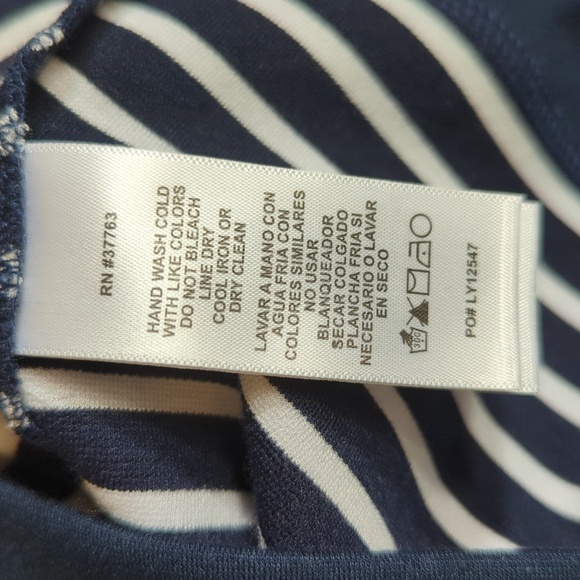 RN #37763
HAND WASH COLD
WITH LIKE COLORS
DO NOT BLEACH
LINE DRY
COOL IRON OR
DRY CLEAN
LAVAR A MANO CON
AGUA FRIA CON
COLORES SIMILARES
NO USAR
BLANQUEADOR
SECAR COLGADO
PLANCHA FRIA SI
NECESARIO O LAVAR
EN SECO
PO# LY12547